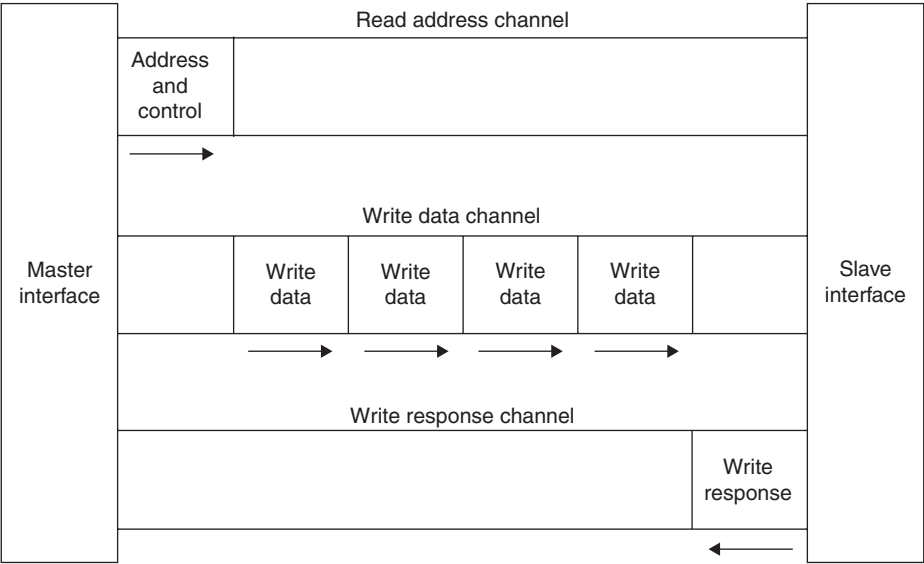 Read address channel
Address
and
control
Write data channel
Master
interface
Write
data
Write
data
Write
data
Write
data
Slave
interface
Write response channel
Write
response